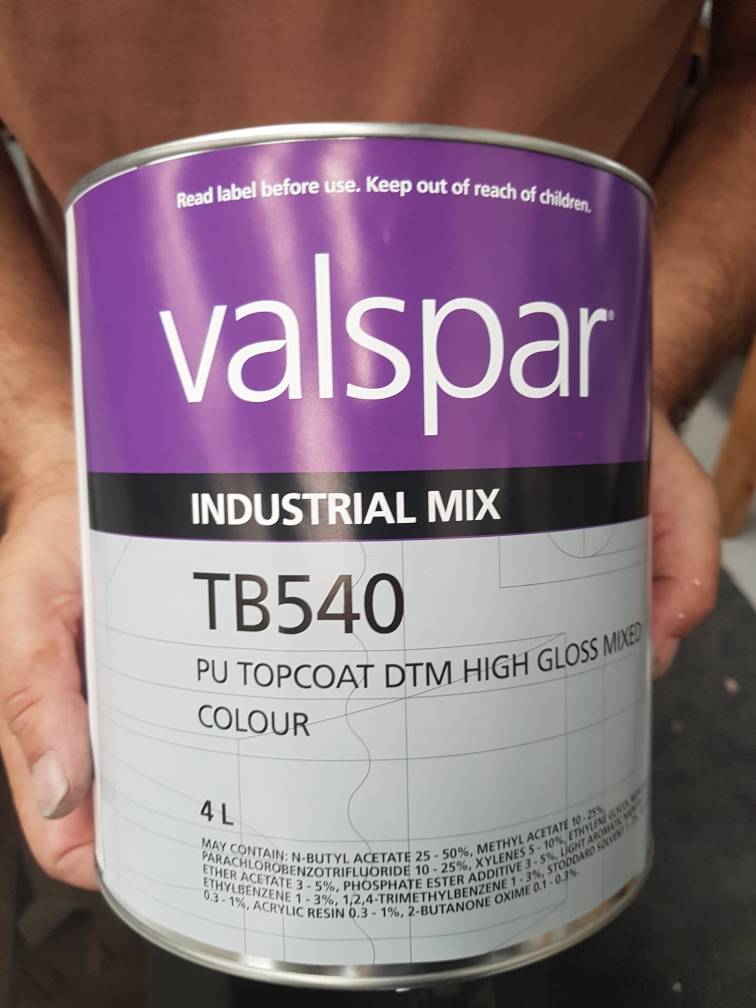 Read label before use. Keep out of reach of children.
valspar®
INDUSTRIAL MIX
TB540
PU TOPCOAT DTM HIGH GLOSS MIXED
COLOUR
4 L
MAY CONTAIN: N-BUTYL ACETATE 25 - 50%, METHYL ACETATE 10 - 25%,
PARACHLOROBENZOTRIFLUORIDE 10 - 25%, XYLENES 5 - 10%, ETHYLENE GLYCOL
ETHER ACETATE 3 - 5%, PHOSPHATE ESTER ADDITIVE 3 - 5%, LIGHT AROMATIC
ETHYLBENZENE 1 - 3%, 1,2,4-TRIMETHYLBENZENE 1 - 3%, STODDARD SOLVENT
0.3 - 1%, ACRYLIC RESIN 0.3 - 1%, 2-BUTANONE OXIME 0.1 - 0.3%.